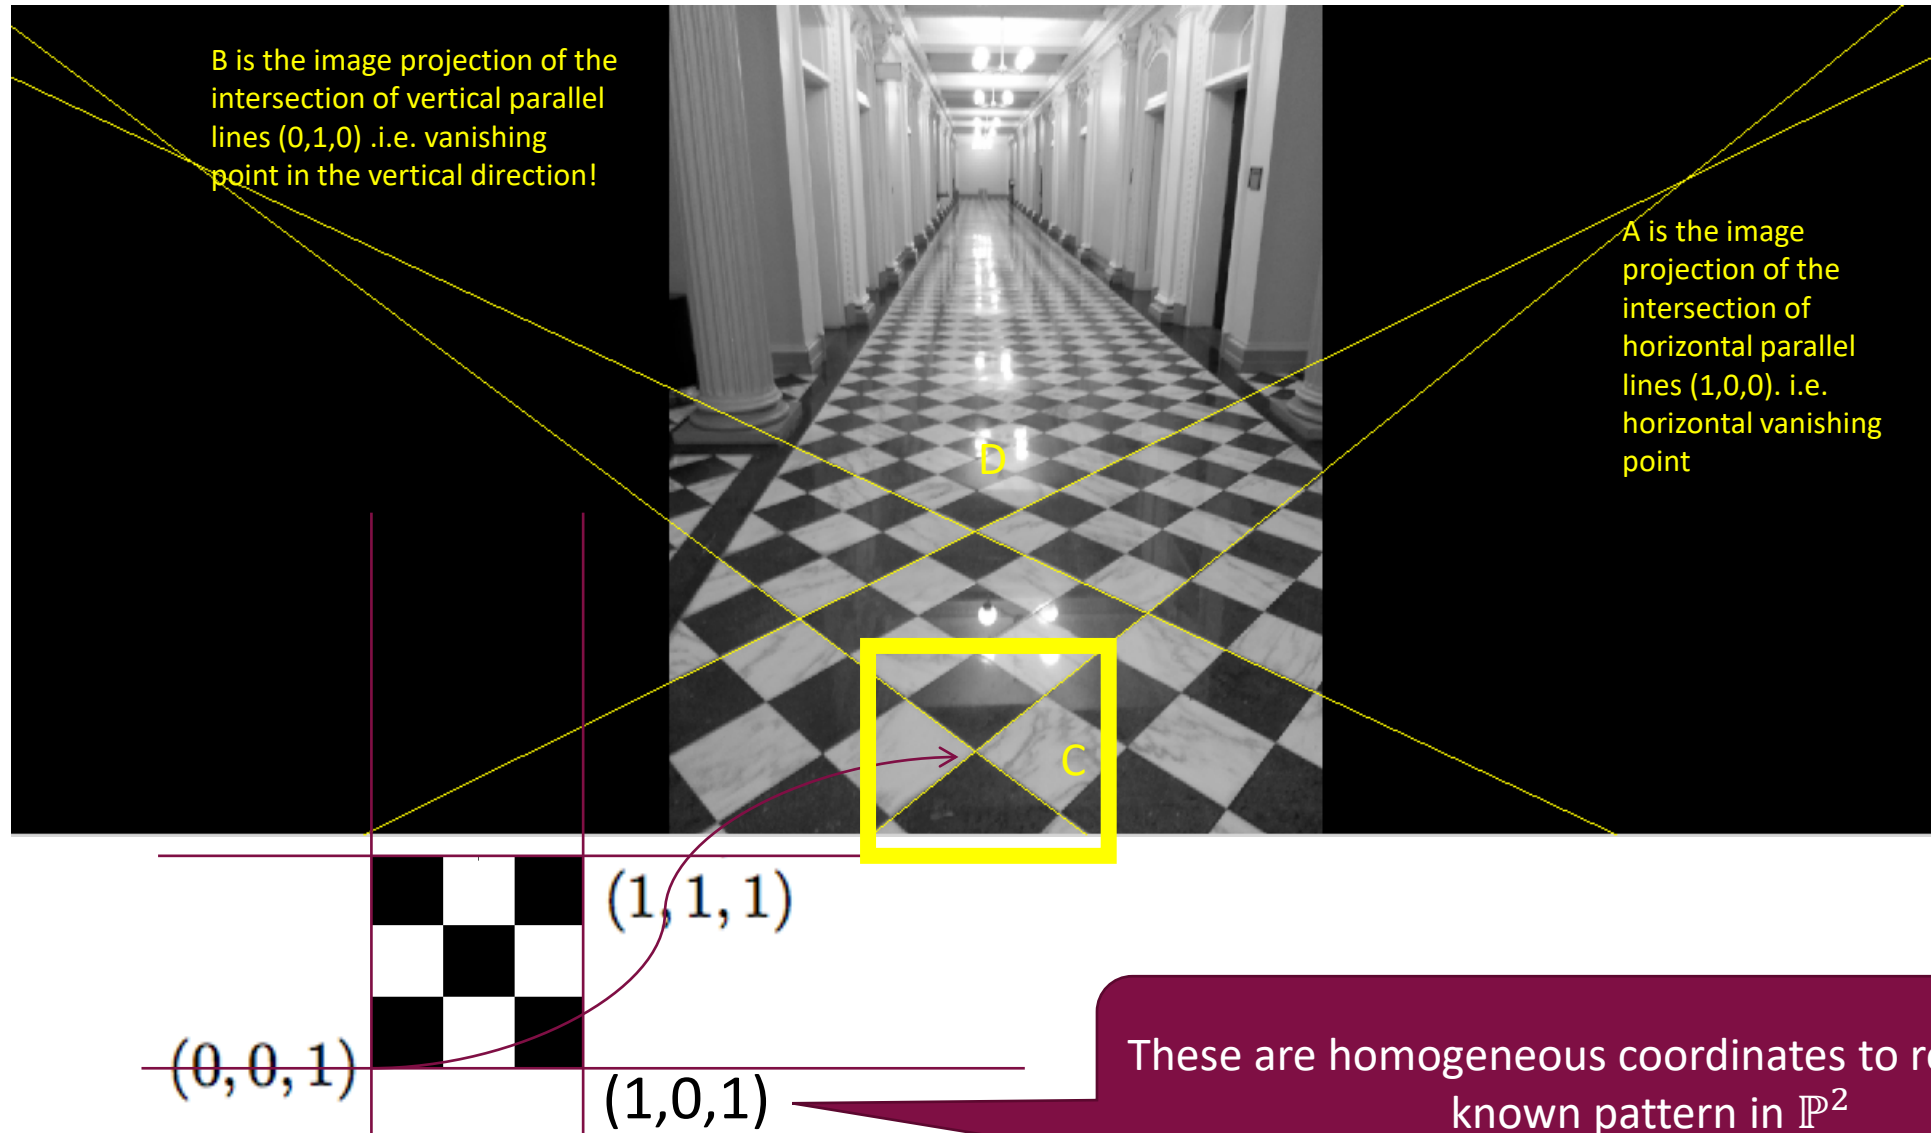 B is the image projection of the
intersection of vertical parallel
lines (0,1,0) .i.e. vanishing
point in the vertical direction!
A is the image
projection of the
intersection of
horizontal parallel
lines (1,0,0). i.e.
horizontal vanishing
point
D
C
(1, 1, 1)
(0, 0, 1)
(1,0,1)
These are homogeneous coordinates to
known pattern in ℙ²